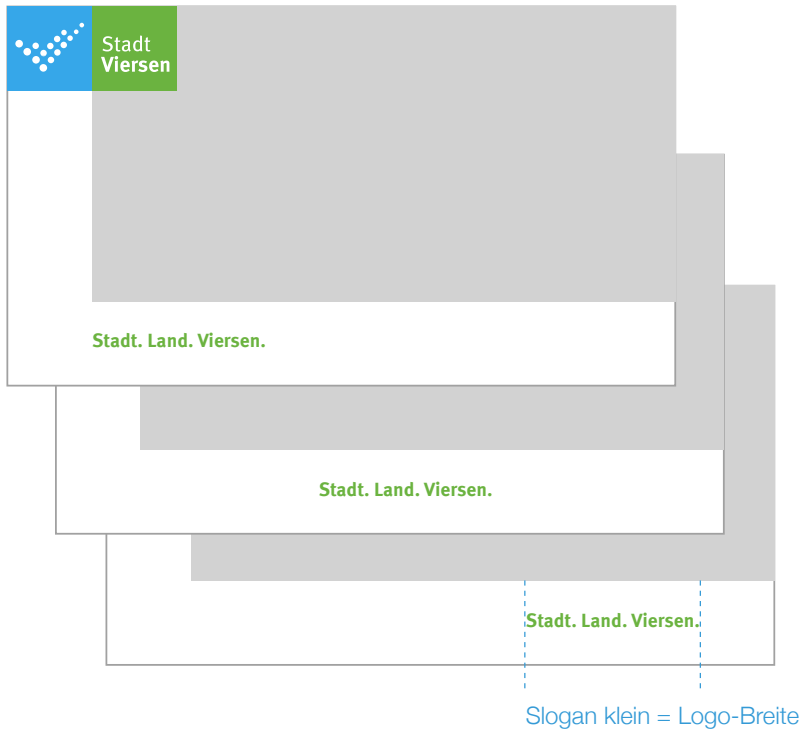 Stadt
Viersen
Stadt. Land. Viersen.
Stadt. Land. Viersen.
Stadt. Land. Viersen.
Slogan klein = Logo-Breite